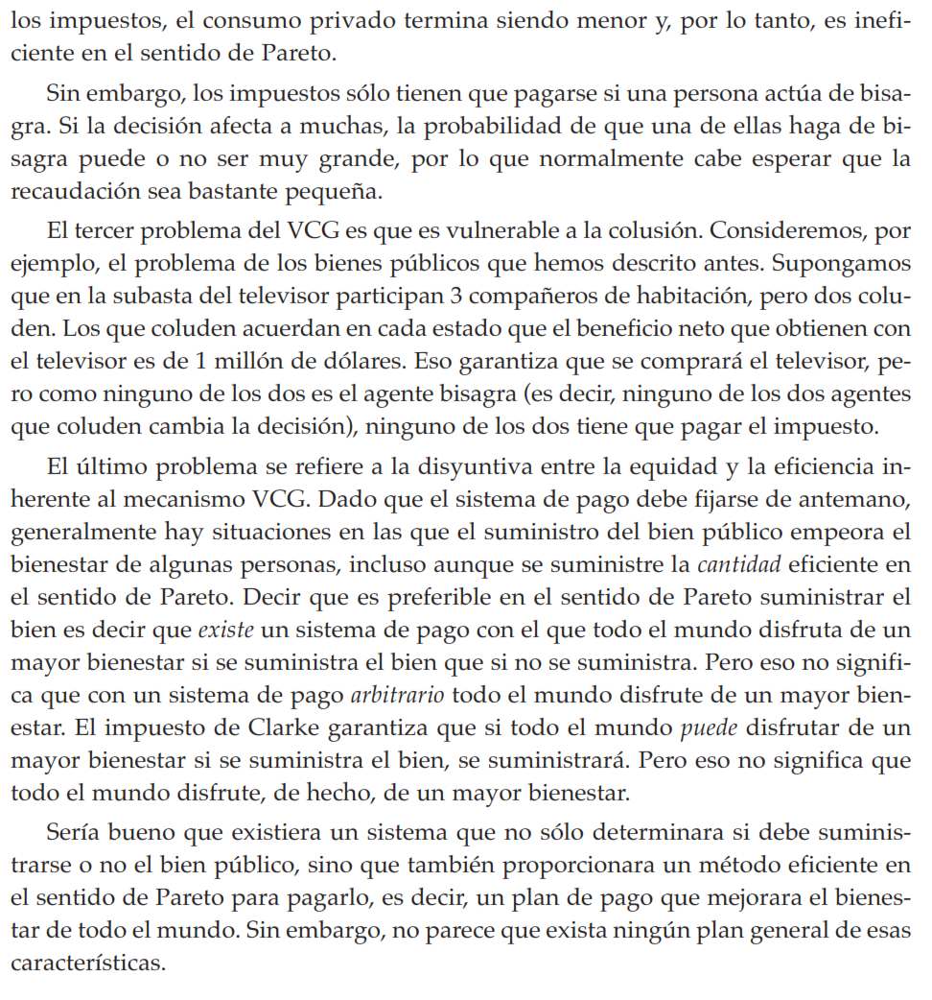 los impuestos, el consumo privado termina siendo menor y, por lo tanto, es inefi-
ciente en el sentido de Pareto.
Sin embargo, los impuestos sólo tienen que pagarse si una persona actúa de bisa-
gra. Si la decisión afecta a muchas, la probabilidad de que una de ellas haga de bi-
sagra puede o no ser muy grande, por lo que normalmente cabe esperar que la
recaudación sea bastante pequeña.
El tercer problema del VCG es que es vulnerable a la colusión. Consideremos, por
ejemplo, el problema de los bienes públicos que hemos descrito antes. Supongamos
que en la subasta del televisor participan 3 compañeros de habitación, pero dos colu-
den. Los que coluden acuerdan en cada estado que el beneficio neto que obtienen con
el televisor es de 1 millón de dólares. Eso garantiza que se comprará el televisor, pe-
ro como ninguno de los dos es el agente bisagra (es decir, ninguno de los dos agentes
que coluden cambia la decisión), ninguno de los dos tiene que pagar el impuesto.
El último problema se refiere a la disyuntiva entre la equidad y la eficiencia in-
herente al mecanismo VCG. Dado que el sistema de pago debe fijarse de antemano,
generalmente hay situaciones en las que el suministro del bien público empeora el
bienestar de algunas personas, incluso aunque se suministre la cantidad eficiente en
el sentido de Pareto. Decir que es preferible en el sentido de Pareto suministrar el
bien es decir que existe un sistema de pago con el que todo el mundo disfruta de un
mayor bienestar si se suministra el bien que si no se suministra. Pero eso no signifi-
ca que con un sistema de pago arbitrario todo el mundo disfrute de un mayor bien-
estar. El impuesto de Clarke garantiza que si todo el mundo puede disfrutar de un
mayor bienestar si se suministra el bien, se suministrará. Pero eso no significa que
todo el mundo disfrute, de hecho, de un mayor bienestar.
Sería bueno que existiera un sistema que no sólo determinara si debe suminis-
trarse o no el bien público, sino que también proporcionara un método eficiente en
el sentido de Pareto para pagarlo, es decir, un plan de pago que mejorara el bienes-
tar de todo el mundo. Sin embargo, no parece que exista ningún plan general de esas
características.